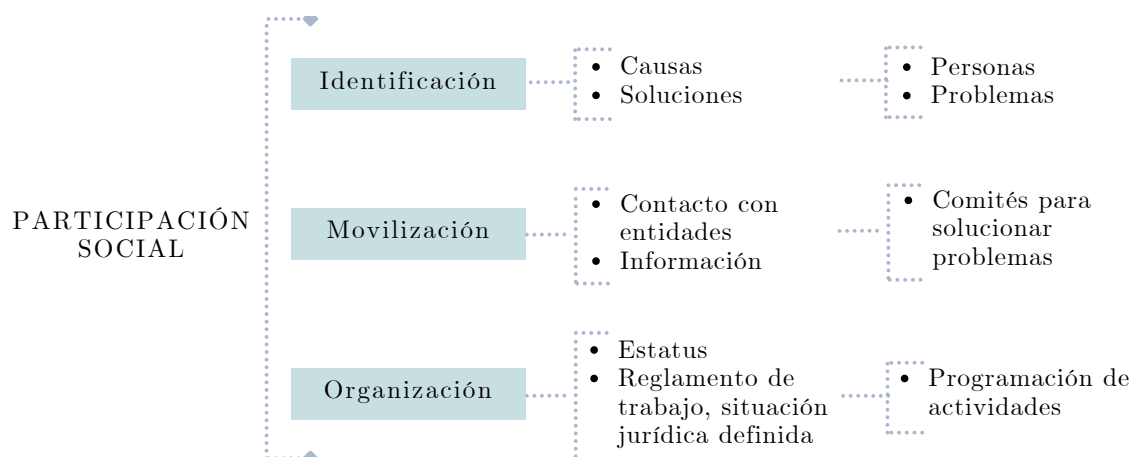 PARTICIPACIÓN
SOCIAL
Identificación
• Causas
• Soluciones
• Personas
• Problemas
Movilización
• Contacto con
entidades
• Información
• Comités para
solucionar
problemas
Organización
• Estatus
• Reglamento de
trabajo, situación
jurídica definida
• Programación de
actividades